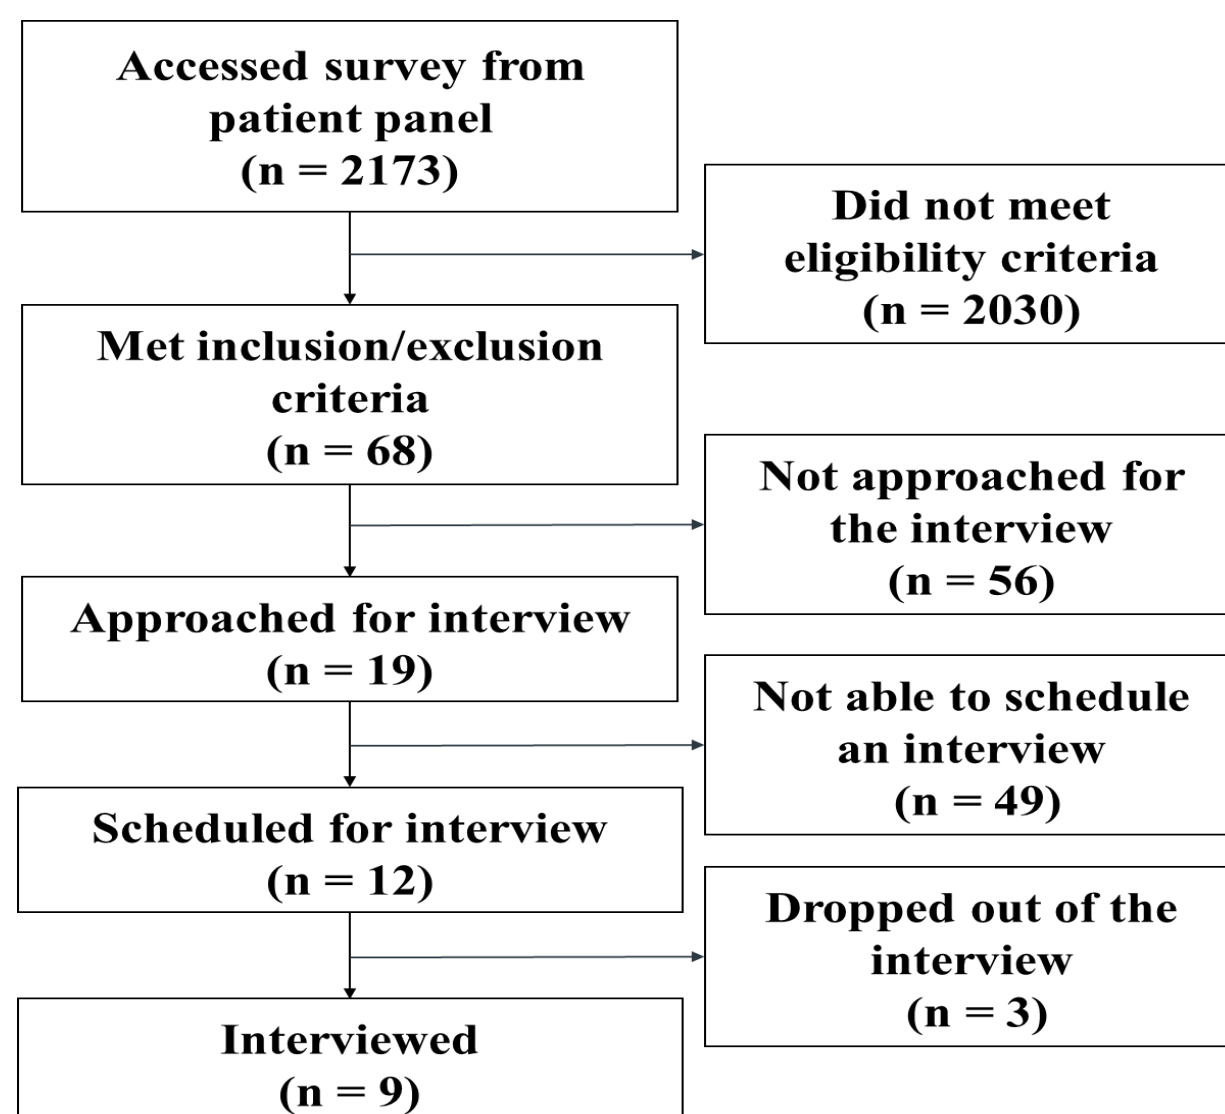 Accessed survey from
patient panel
(n = 2173)
Did not meet
eligibility criteria
(n = 2030)
Met inclusion/exclusion
criteria
(n = 68)
Not approached for
the interview
(n = 56)
Approached for interview
(n = 19)
Not able to schedule
an interview
(n = 49)
Scheduled for interview
(n = 12)
Dropped out of the
interview
(n = 3)
Interviewed
(n = 9)